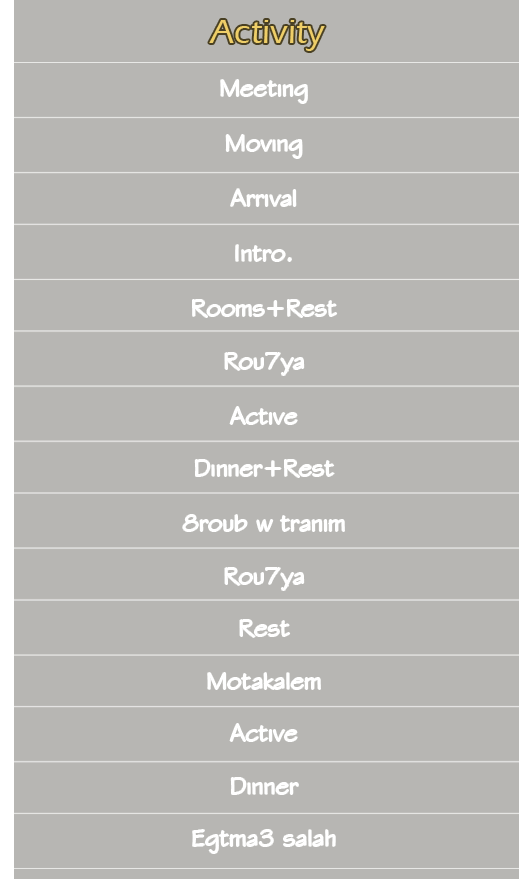 Activity
Meeting
Moving
Arrival
Intro.
Rooms+Rest
Rou7ya
Active
Dinner+Rest
8roub w tranim
Rou7ya
Rest
Motakalem
Active
Dinner
Egtma3 salah